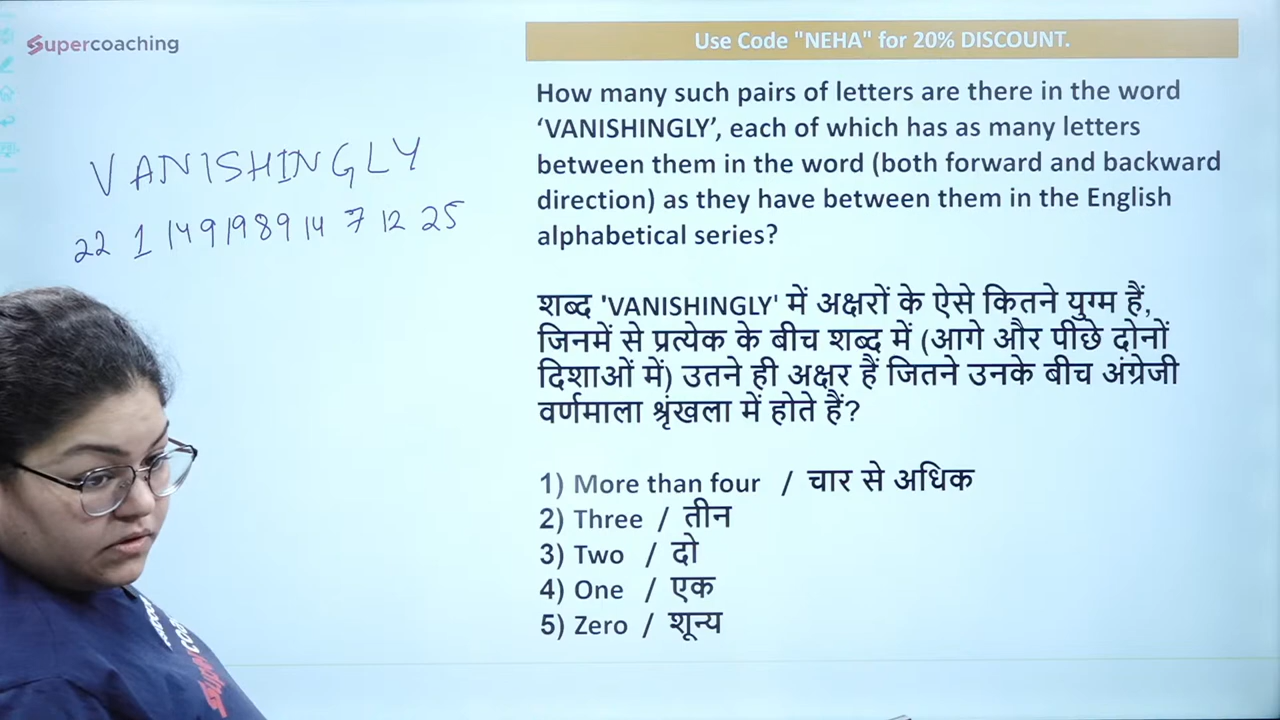 Supercoaching
Use Code "NEHA" for 20% DISCOUNT.
How many such pairs of letters are there in the word
‘VANISHINGLY’, each of which has as many letters
between them in the word (both forward and backward
direction) as they have between them in the English
alphabetical series?
VANISHINGLY
22 1 14 9 19 8 9 14 7 12 25
शब्द 'VANISHINGLY' में अक्षरों के ऐसे कितने युग्म हैं,
जिनमें से प्रत्येक के बीच शब्द में (आगे और पीछे दोनों
दिशाओं में) उतने ही अक्षर हैं जितने उनके बीच अंग्रेजी
वर्णमाला श्रृंखला में होते हैं?
1) More than four / चार से अधिक
2) Three / तीन
3) Two / दो
4) One / एक
5) Zero / शून्य